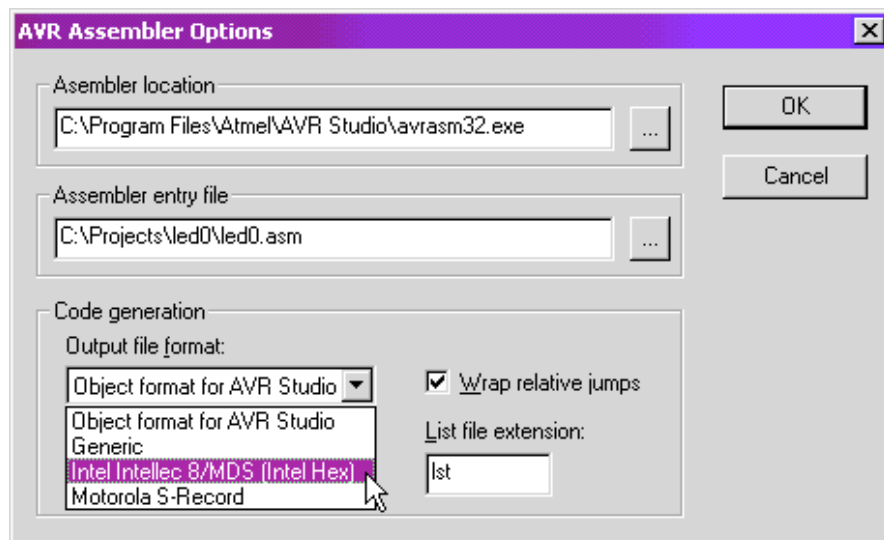 AVR Assembler Options
Asembler location
C:\Program Files\Atmel\AVR Studio\avrasm32.exe
...
OK
Cancel
Assembler entry file
C:\Projects\led0\led0.asm
...
Code generation
Output file format:
Object format for AVR Studio
Wrap relative jumps
Object format for AVR Studio
Generic
Intel Intellec 8/MDS (Intel Hex)
Motorola S-Record
List file extension:
lst